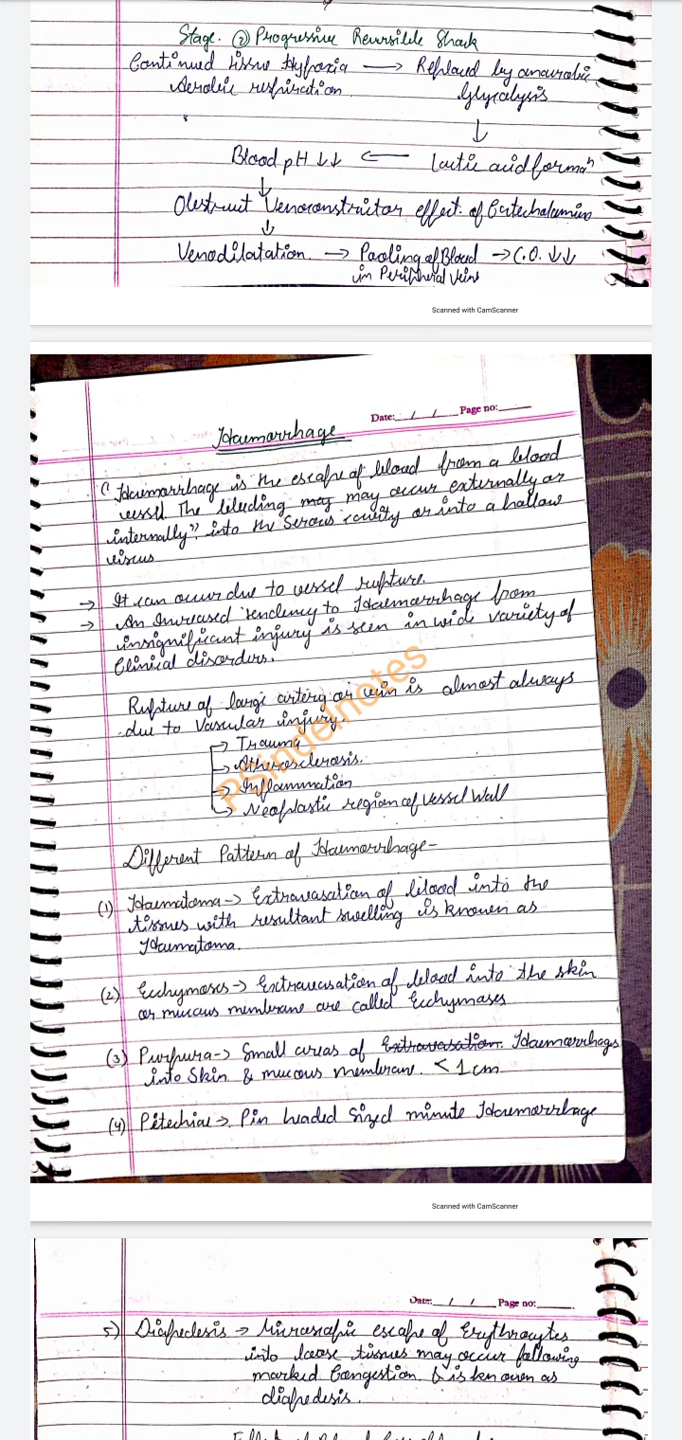 Stage. ② Progressive Reversible Shock
Continued tissue Hypoxia → Replaced by anaerobic
Aerobic respiration Glycolysis
↓
Blood pH ↓↓ ← lactic acid formaⁿ
↓
Obstruct Venoconstrictor effect of Catecholamins
↓
Venodilatation. → Pooling of Blood → C.O. ↓↓
in Peripheral Veins
Scanned with CamScanner
Date: / / Page no:
Haemorrhage
"Haemorrhage is the escape of blood from a blood
vessel The bleeding may may occur externally or
internally" into the Serous cavity or into a hallow
viscus
→ It can occur due to vessel rupture.
→ An Increased tendency to Haemorrhage from
insignificant injury is seen in wide variety of
Clinical disorders.
Rupture of large artery or vein is almost always
due to Vascular injury.
→ Trauma
→ Atherosclerosis.
→ Inflammation
→ Neoplastic region of Vessel Wall
PSindelnotes
Different Pattern of Haemorrhage-
(1) Haematoma → Extravasation of blood into the
tissues with resultant swelling is known as
Haematoma.
(2) Ecchymoses → Extravasation of blood into the skin
or mucous membrane are called Ecchymases
(3) Purpura → Small areas of Extravasation. Haemorrhage
into Skin & mucous membrane. < 1 cm
(4) Pitechiae → Pin headed Sized minute Haemorrhage
Scanned with CamScanner
Date: / / Page no:
5) Diapedesis → Microscopic escape of Erythrocytes
into loose tissues may occur following
marked Congestion & is known as
diapedesis.